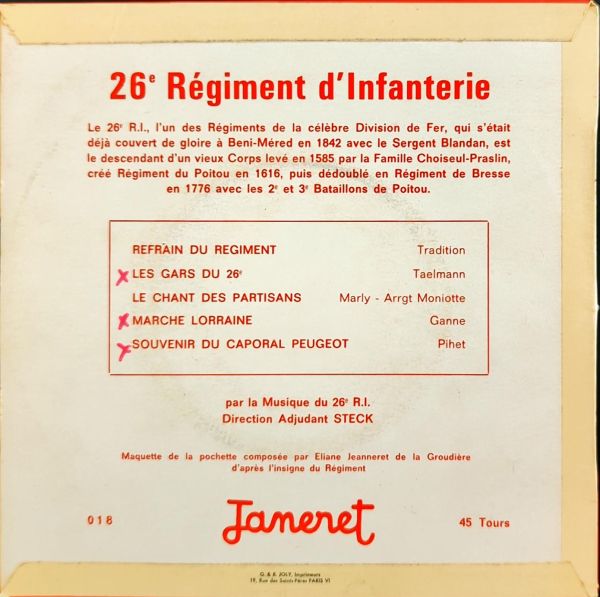 26e Régiment d'Infanterie
Le 26e R.I., l'un des Régiments de la célèbre Division de Fer, qui s'était
déjà couvert de gloire à Beni-Méred en 1842 avec le Sergent Blandan, est
le descendant d'un vieux Corps levé en 1585 par la Famille Choiseul-Praslin,
créé Régiment du Poitou en 1616, puis dédoublé en Régiment de Bresse
en 1776 avec les 2e et 3e Bataillons de Poitou.
REFRAIN DU REGIMENT Tradition
LES GARS DU 26e Taelmann
LE CHANT DES PARTISANS Marly - Arrgt Moniotte
MARCHE LORRAINE Ganne
SOUVENIR DU CAPORAL PEUGEOT Pihet
par la Musique du 26e R.I.
Direction Adjudant STECK
Maquette de la pochette composée par Eliane Jeanneret de la Groudière
d'après l'insigne du Régiment
018 Janeret 45 Tours
G. & R. JOLY, Imprimeurs
19, Rue des Saints-Pères PARIS VI